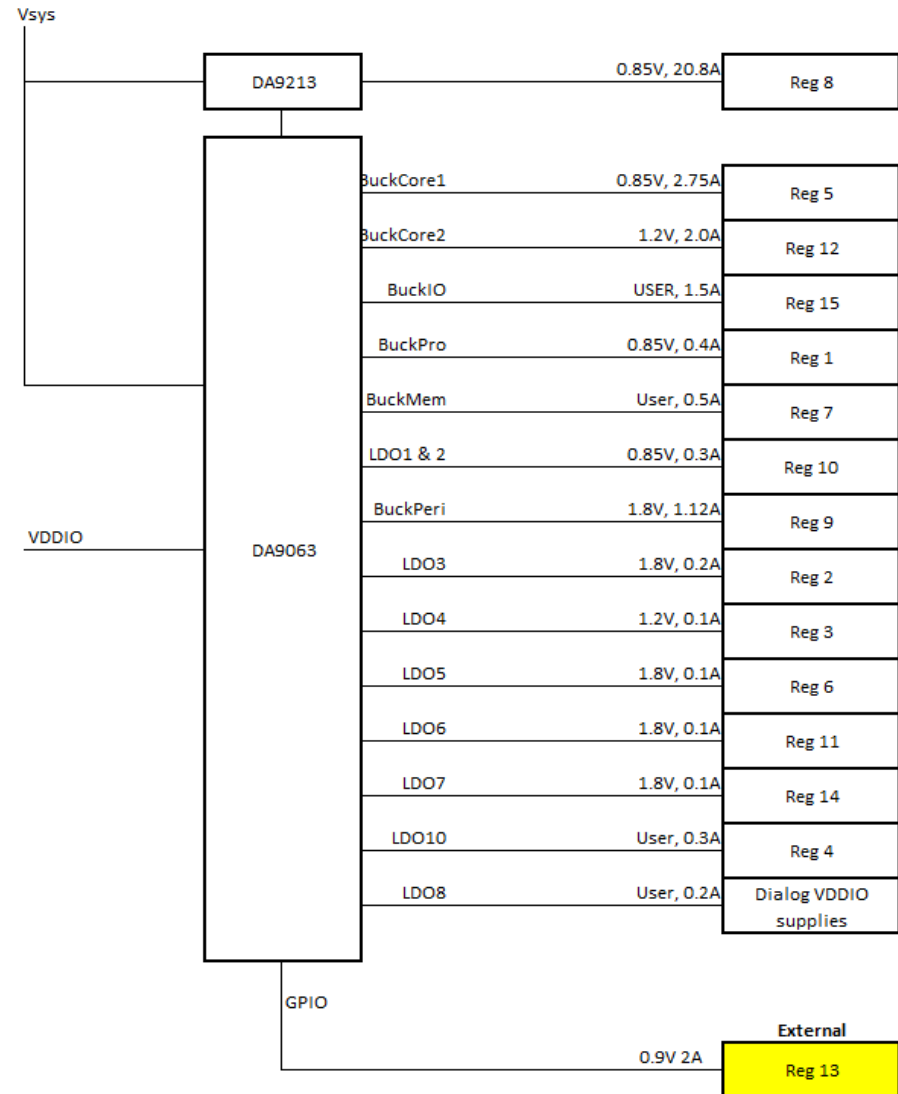 Vsys
DA9213
0.85V, 20.8A
Reg 8
BuckCore1
0.85V, 2.75A
Reg 5
BuckCore2
1.2V, 2.0A
Reg 12
BuckIO
USER, 1.5A
Reg 15
BuckPro
0.85V, 0.4A
Reg 1
BuckMem
User, 0.5A
Reg 7
LDO1 & 2
0.85V, 0.3A
Reg 10
BuckPeri
1.8V, 1.12A
Reg 9
VDDIO
DA9063
LDO3
1.8V, 0.2A
Reg 2
LDO4
1.2V, 0.1A
Reg 3
LDO5
1.8V, 0.1A
Reg 6
LDO6
1.8V, 0.1A
Reg 11
LDO7
1.8V, 0.1A
Reg 14
LDO10
User, 0.3A
Reg 4
LDO8
User, 0.2A
Dialog VDDIO
supplies
GPIO
External
0.9V 2A
Reg 13